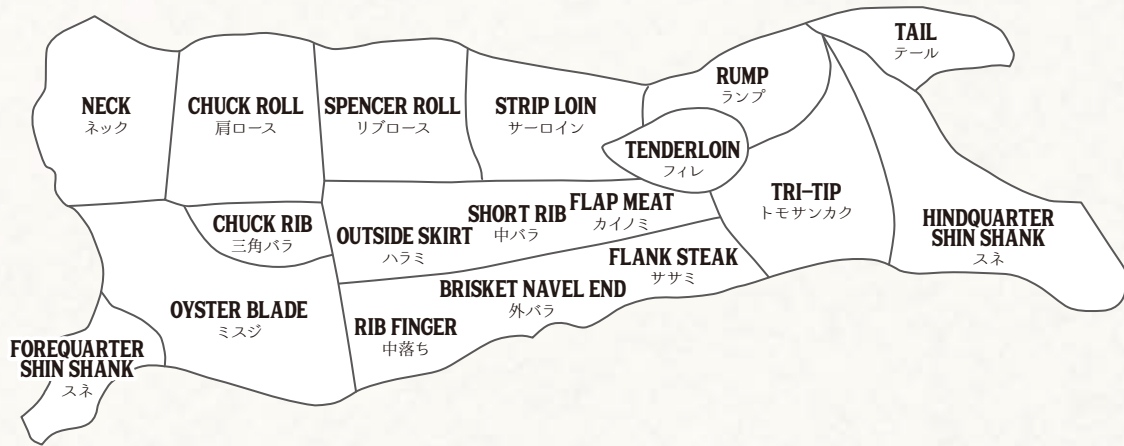 NECK
ネック
CHUCK ROLL
肩ロース
SPENCER ROLL
リブロース
STRIP LOIN
サーロイン
RUMP
ランプ
TAIL
テール
TENDERLOIN
フィレ
TRI-TIP
トモサンカク
HINDQUARTER
SHIN SHANK
スネ
CHUCK RIB
三角バラ
OUTSIDE SKIRT
ハラミ
SHORT RIB
中バラ
FLAP MEAT
カイノミ
FLANK STEAK
ササミ
BRISKET NAVEL END
外バラ
RIB FINGER
中落ち
OYSTER BLADE
ミスジ
FOREQUARTER
SHIN SHANK
スネ